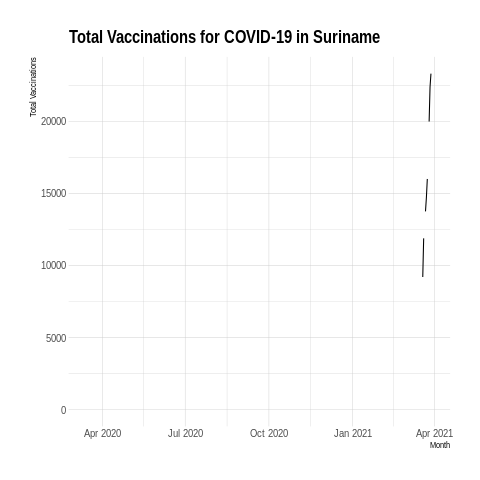 Total Vaccinations for COVID-19 in Suriname
Total Vaccinations
20000
15000
10000
5000
0
Apr 2020 Jul 2020 Oct 2020 Jan 2021 Apr 2021
Month